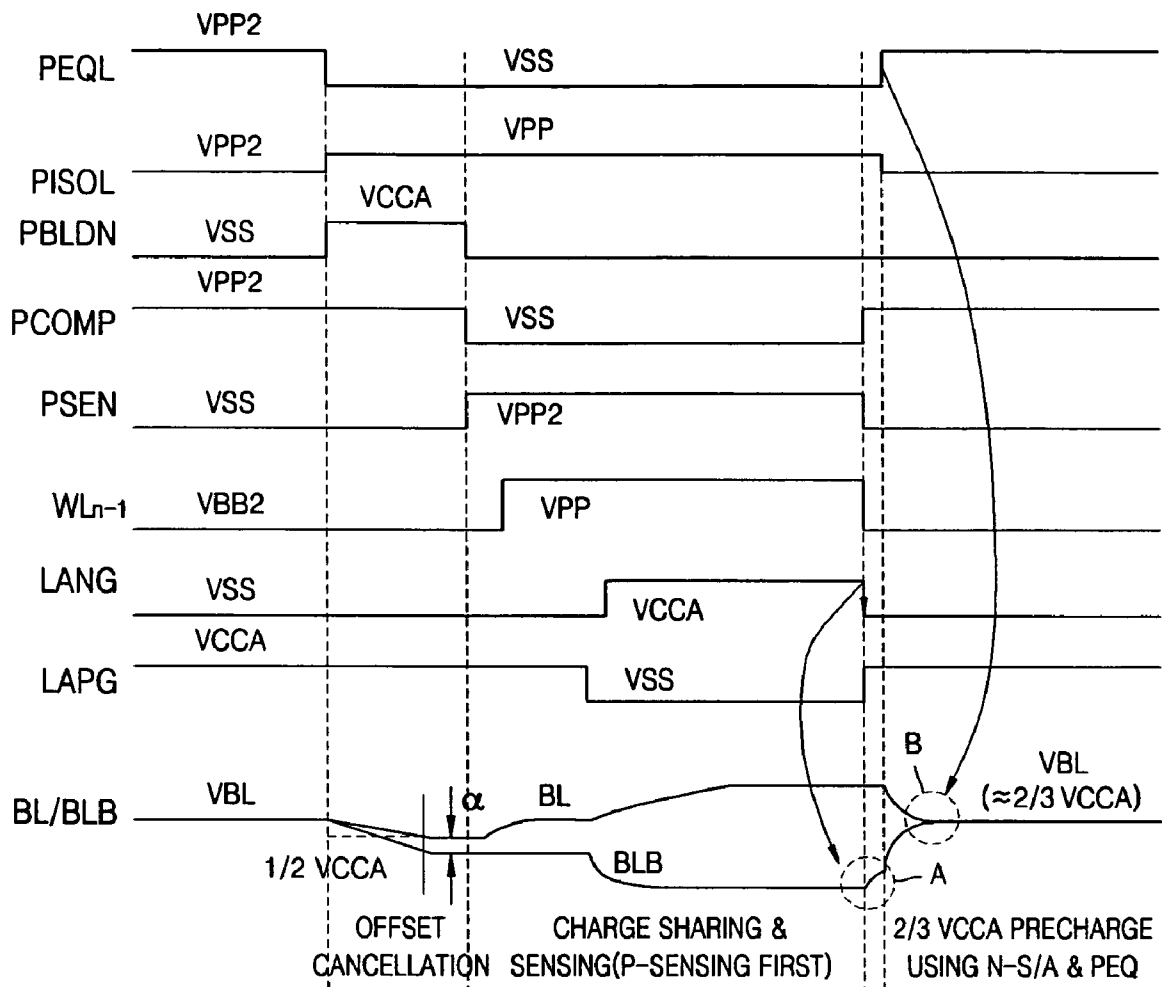 VPP2
PEQL VSS
VPP2 VPP
PISOL
VCCA
PBLDN VSS
VPP2
PCOMP VSS
PSEN VSS VPP2
WLn-1 VBB2 VPP
LANG VSS VCCA
VCCA
LAPG VSS
B
BL/BLB VBL α BL VBL
(≈2/3 VCCA)
1/2 VCCA BLB A
OFFSET
CANCELLATION
CHARGE SHARING &
SENSING(P-SENSING FIRST)
2/3 VCCA PRECHARGE
USING N-S/A & PEQ